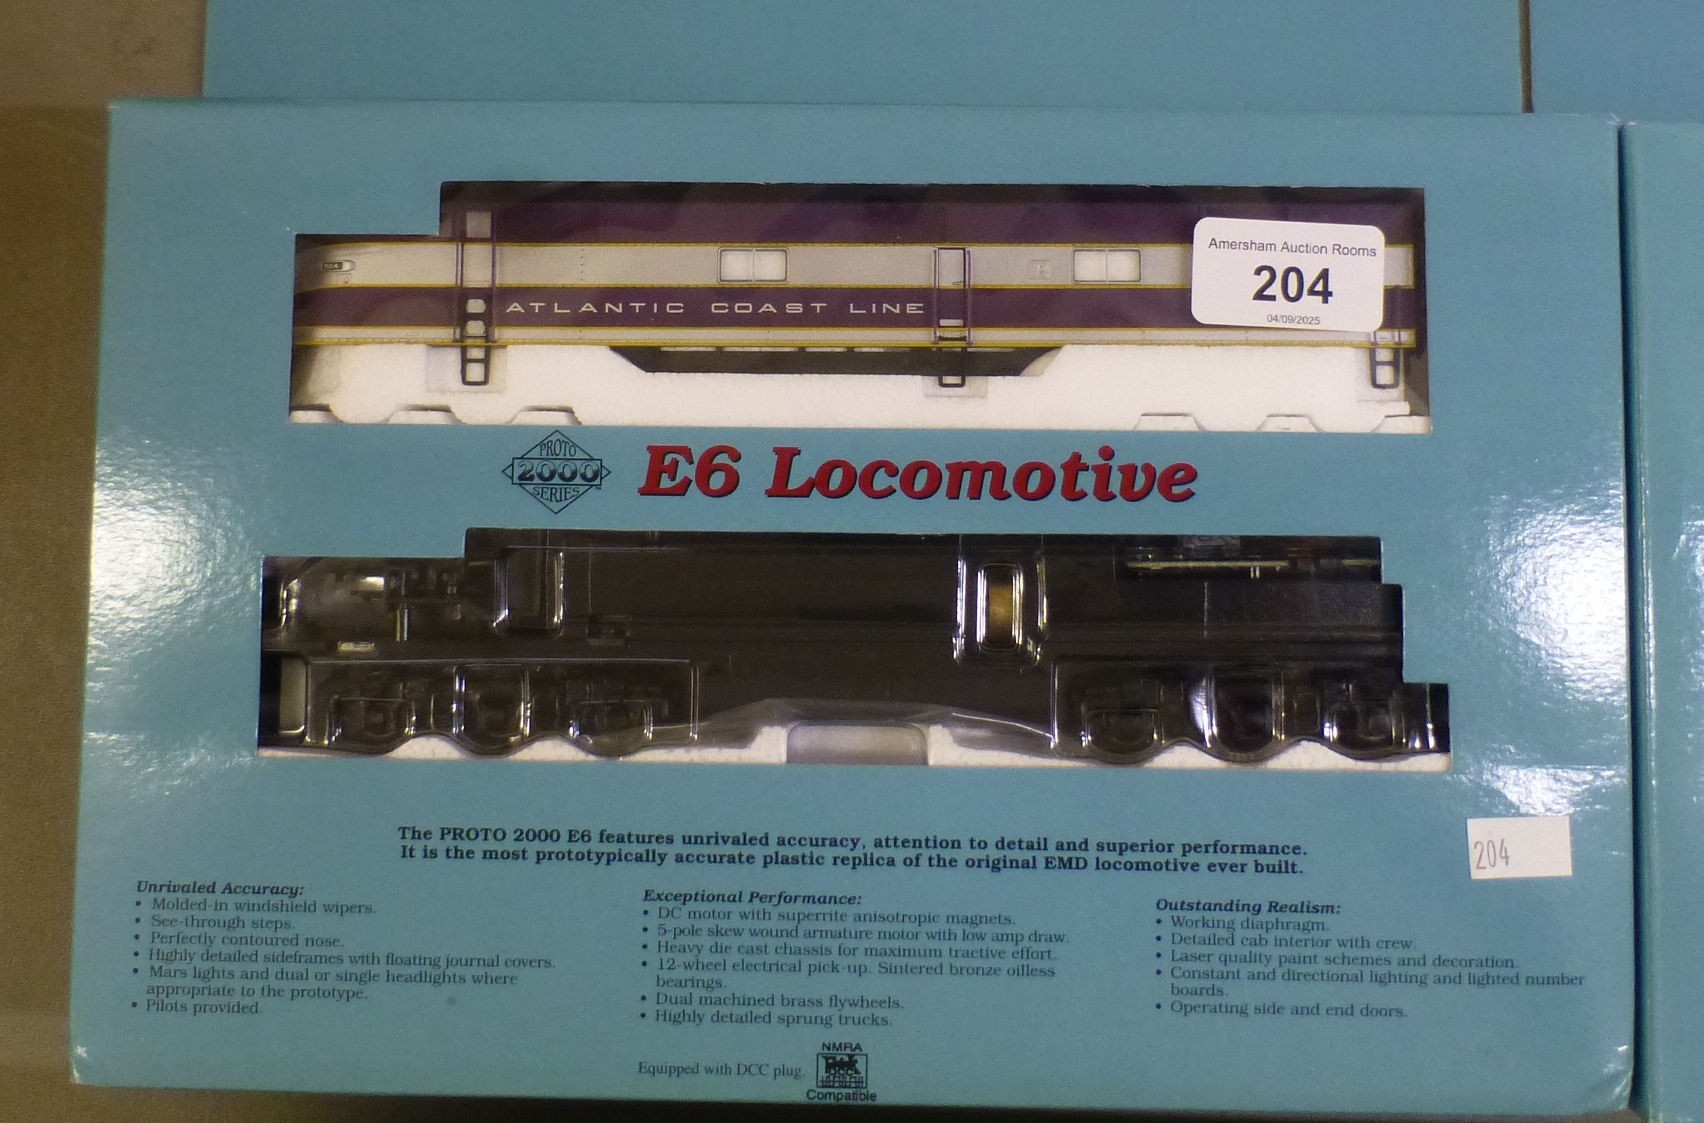 Amersham Auction Rooms
204
04/09/2025
ATLANTIC COAST LINE
PROTO
2000
SERIES™
E6 Locomotive
The PROTO 2000 E6 features unrivaled accuracy, attention to detail and superior performance.
It is the most prototypically accurate plastic replica of the original EMD locomotive ever built.
204
Unrivaled Accuracy:
• Molded-in windshield wipers.
• See-through steps.
• Perfectly contoured nose.
• Highly detailed sideframes with floating journal covers.
• Mars lights and dual or single headlights where
appropriate to the prototype.
• Pilots provided.
Exceptional Performance:
• DC motor with superrite anisotropic magnets.
• 5-pole skew wound armature motor with low amp draw.
• Heavy die cast chassis for maximum tractive effort.
• 12-wheel electrical pick-up. Sintered bronze oilless
bearings.
• Dual machined brass flywheels.
• Highly detailed sprung trucks.
Outstanding Realism:
• Working diaphragm.
• Detailed cab interior with crew.
• Laser quality paint schemes and decoration.
• Constant and directional lighting and lighted number
boards.
• Operating side and end doors.
Equipped with DCC plug.
NMRA
DCC
Compatible